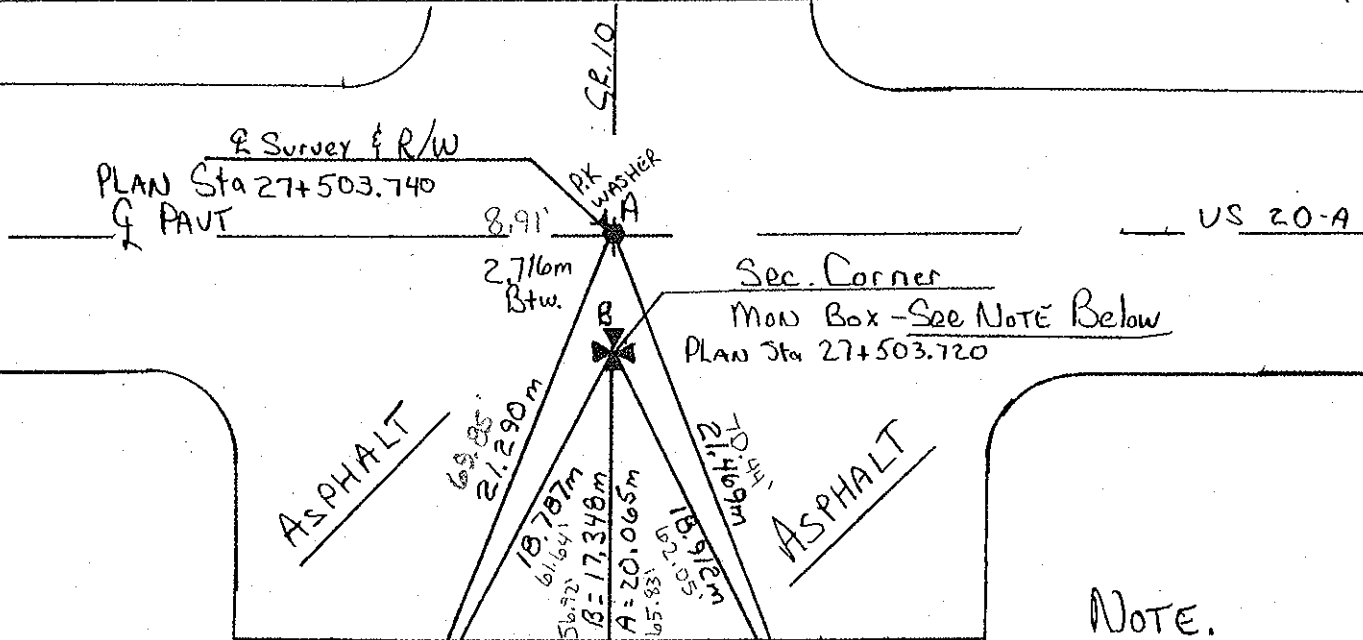 CR. 10
℄ Survey ⸮ R/W
PLAN Sta 27+503.740
℄ PAVT
8.91'
2.716m
Btw.
P.K
WASHER
A
US 20-A
Sec. Corner
MON Box - See NOTE Below
PLAN Sta 27+503.720
B
ASPHALT
69.85'
21.290m
18.787m
61.64'
56.92'
B = 17.348m
A = 20.065m
65.83'
18.912m
62.05'
21.469m
70.44'
ASPHALT
NOTE.